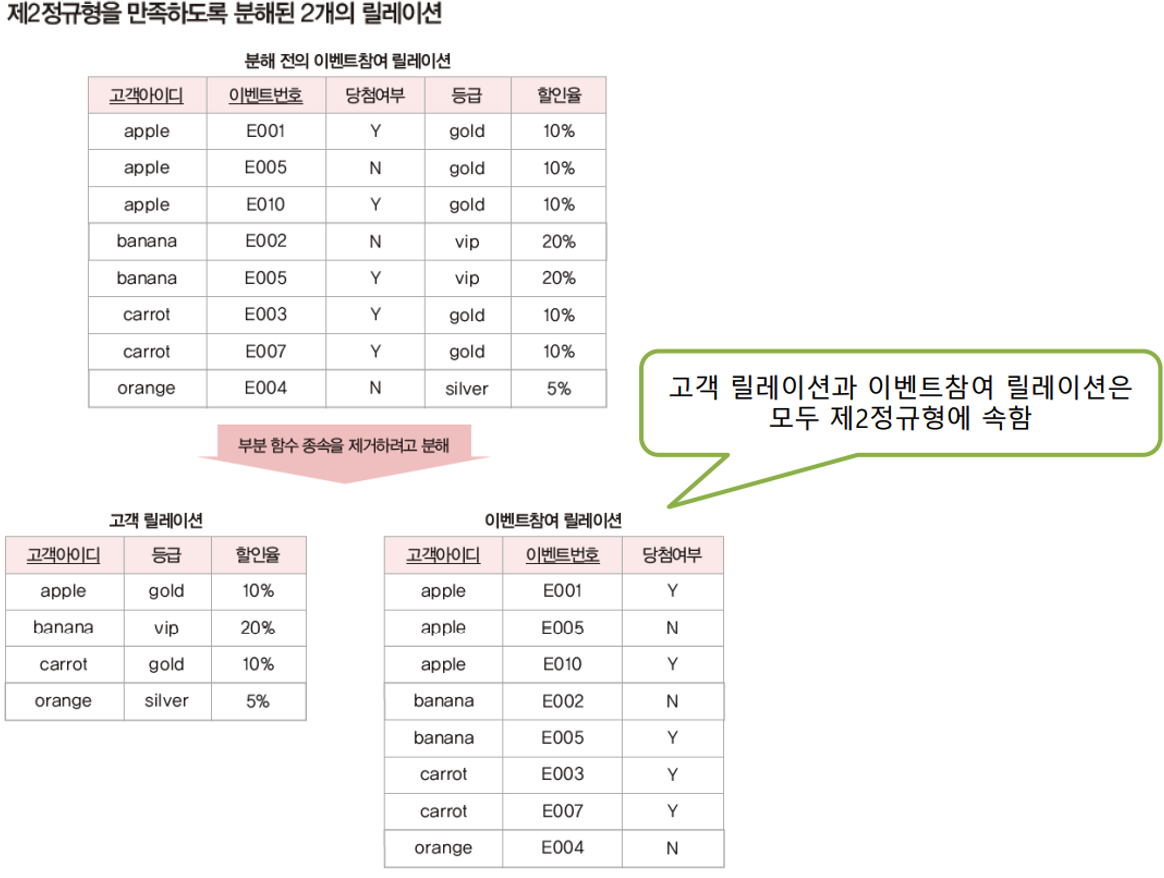 제2정규형을 만족하도록 분해된 2개의 릴레이션
분해 전의 이벤트참여 릴레이션
고객아이디 이벤트번호 당첨여부 등급 할인율
apple E001 Y gold 10%
apple E005 N gold 10%
apple E010 Y gold 10%
banana E002 N vip 20%
banana E005 Y vip 20%
carrot E003 Y gold 10%
carrot E007 Y gold 10%
orange E004 N silver 5%
고객 릴레이션과 이벤트참여 릴레이션은
모두 제2정규형에 속함
부분 함수 종속을 제거하려고 분해
고객 릴레이션
고객아이디 등급 할인율
apple gold 10%
banana vip 20%
carrot gold 10%
orange silver 5%
이벤트참여 릴레이션
고객아이디 이벤트번호 당첨여부
apple E001 Y
apple E005 N
apple E010 Y
banana E002 N
banana E005 Y
carrot E003 Y
carrot E007 Y
orange E004 N